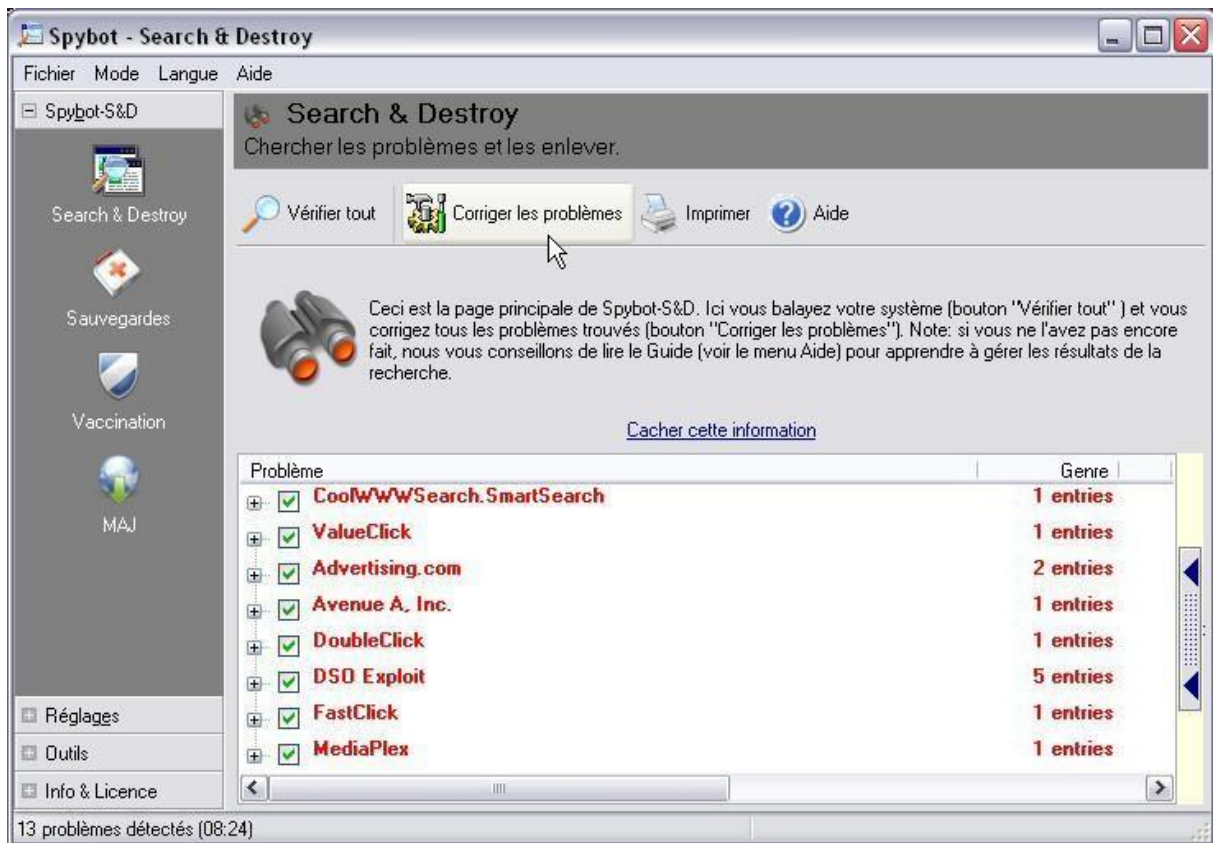 Spybot - Search & Destroy
Fichier Mode Langue Aide
Spybot-S&D
Search & Destroy
Sauvegardes
Vaccination
MAJ
Réglages
Outils
Info & Licence
Search & Destroy
Chercher les problèmes et les enlever.
Vérifier tout
Corriger les problèmes
Imprimer
Aide
Ceci est la page principale de Spybot-S&D. Ici vous balayez votre système (bouton "Vérifier tout" ) et vous
corrigez tous les problèmes trouvés (bouton "Corriger les problèmes"). Note: si vous ne l'avez pas encore
fait, nous vous conseillons de lire le Guide (voir le menu Aide) pour apprendre à gérer les résultats de la
recherche.
Cacher cette information
Problème Genre
CoolWWWSearch.SmartSearch 1 entries
ValueClick 1 entries
Advertising.com 2 entries
Avenue A, Inc. 1 entries
DoubleClick 1 entries
DSO Exploit 5 entries
FastClick 1 entries
MediaPlex 1 entries
13 problèmes détectés (08:24)